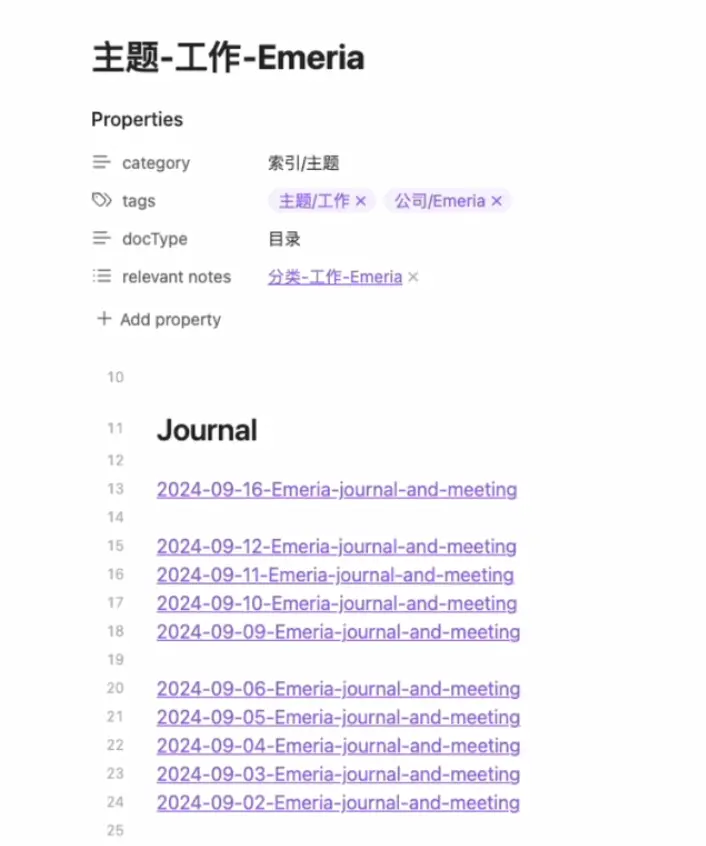 主题-工作-Emeria
Properties
category 索引/主题
tags 主题/工作 × 公司/Emeria ×
docType 目录
relevant notes 分类-工作-Emeria ×
+ Add property
10
11 Journal
12
13 2024-09-16-Emeria-journal-and-meeting
14
15 2024-09-12-Emeria-journal-and-meeting
16 2024-09-11-Emeria-journal-and-meeting
17 2024-09-10-Emeria-journal-and-meeting
18 2024-09-09-Emeria-journal-and-meeting
19
20 2024-09-06-Emeria-journal-and-meeting
21 2024-09-05-Emeria-journal-and-meeting
22 2024-09-04-Emeria-journal-and-meeting
23 2024-09-03-Emeria-journal-and-meeting
24 2024-09-02-Emeria-journal-and-meeting
25